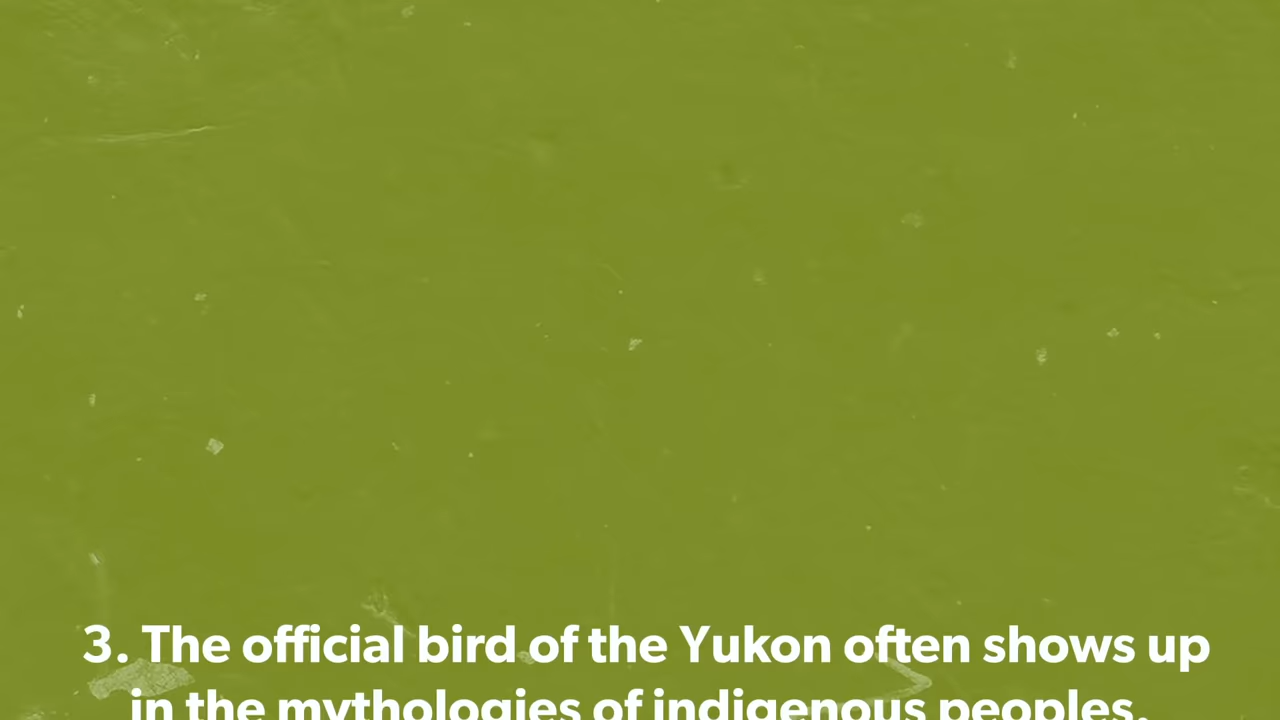 3. The official bird of the Yukon often shows up
in the mythologies of indigenous peoples.